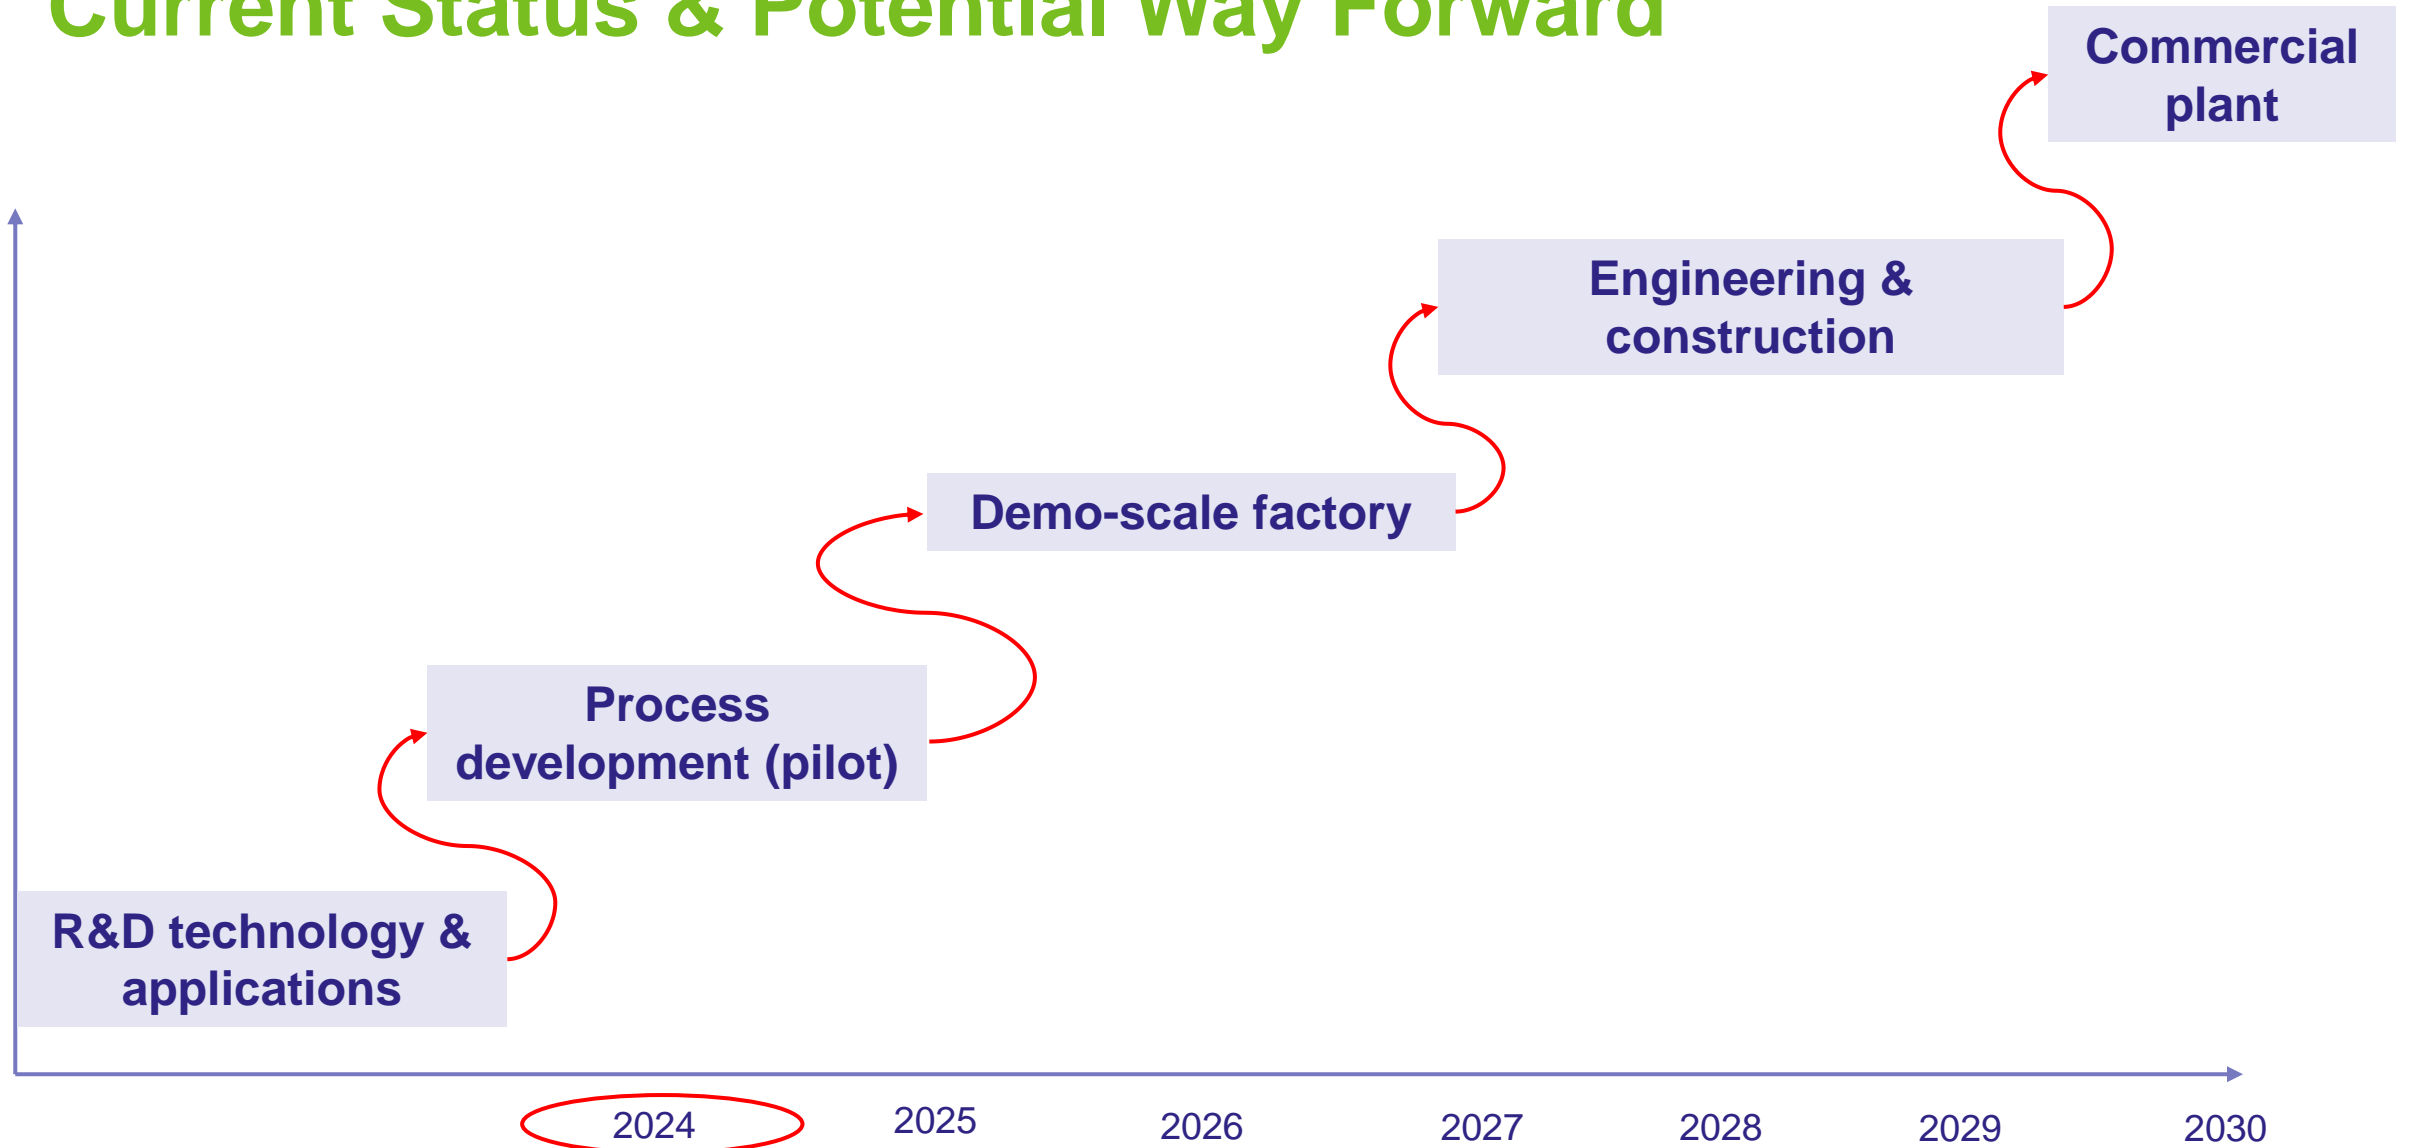 Current Status & Potential Way Forward
Commercial
plant
Engineering &
construction
Demo-scale factory
Process
development (pilot)
R&D technology &
applications
2024 2025 2026 2027 2028 2029 2030